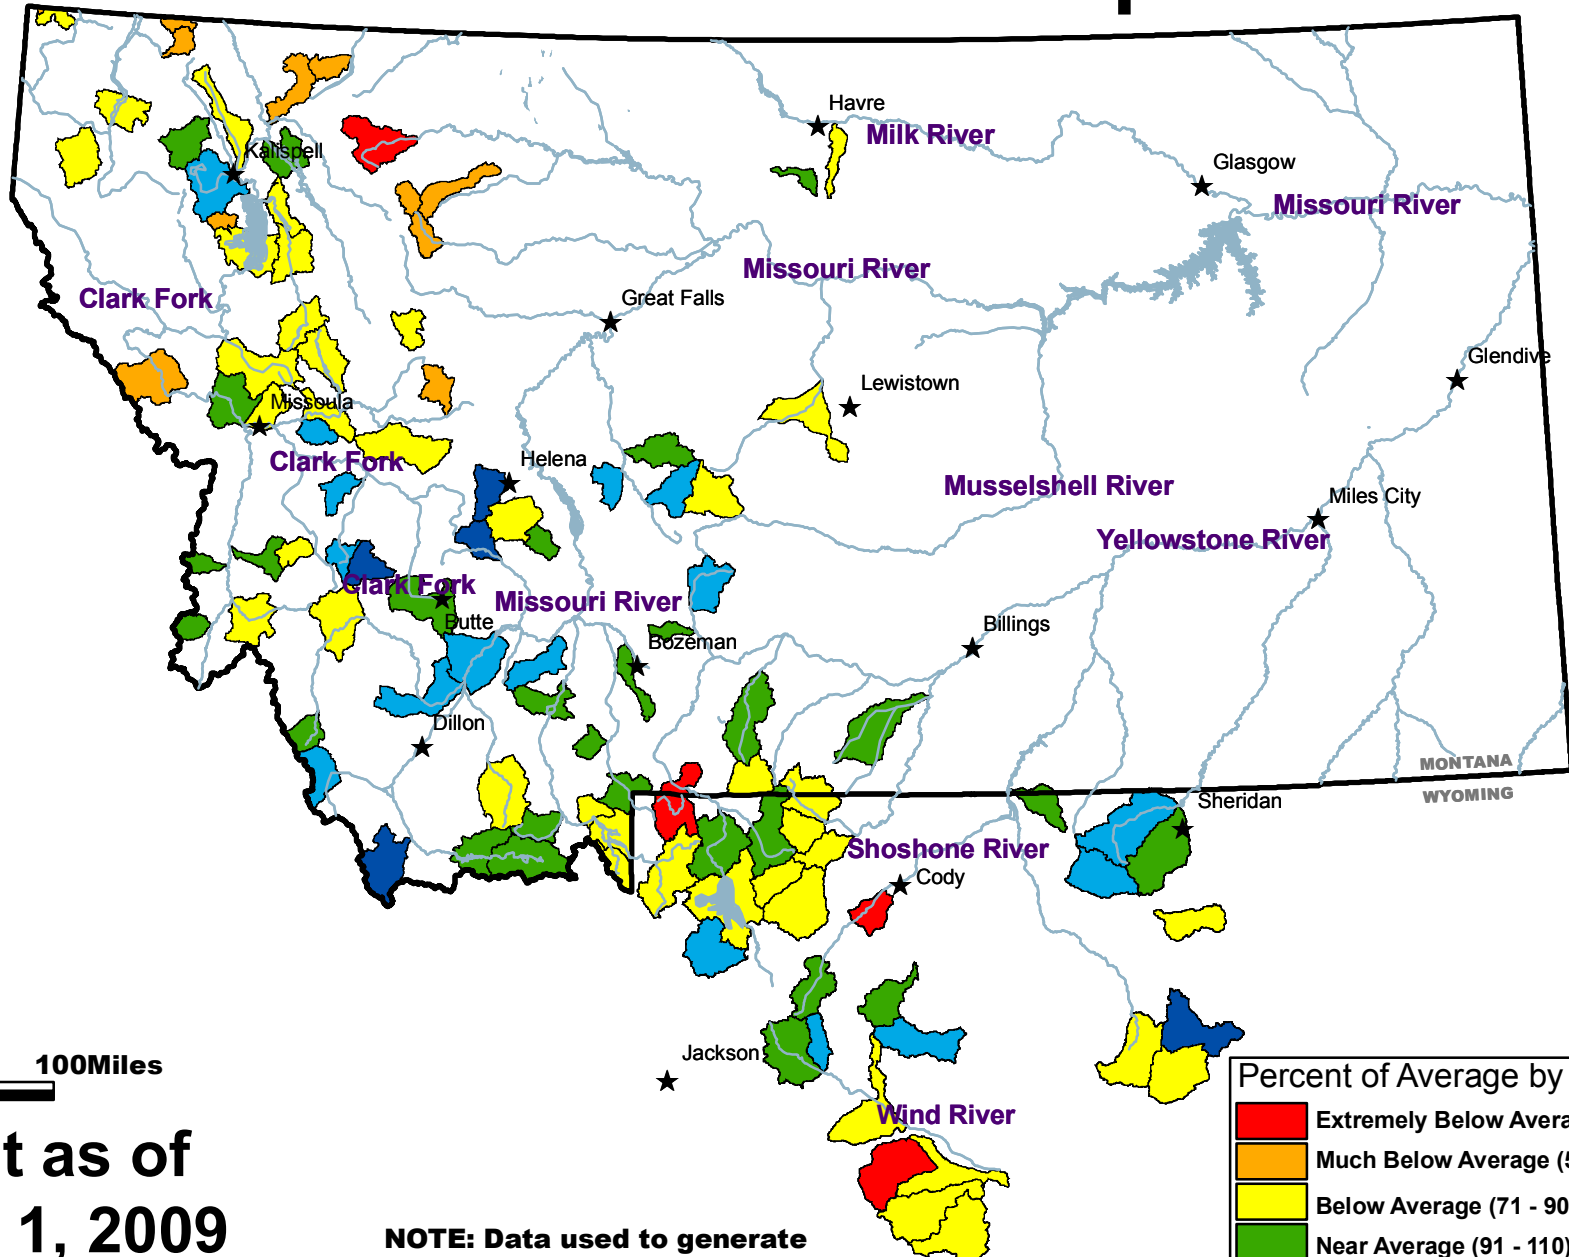 Havre
Milk River
Kalispell
Glasgow
Missouri River
Missouri River
Clark Fork
Great Falls
Glendive
Lewistown
Missoula
Clark Fork
Helena
Musselshell River
Miles City
Yellowstone River
Clark Fork
Missouri River
Butte
Bozeman
Billings
Dillon
MONTANA
WYOMING
Sheridan
Shoshone River
Cody
Jackson
Wind River
100Miles
t as of
1, 2009
NOTE: Data used to generate
Percent of Average by
Extremely Below Avera
Much Below Average (5
Below Average (71 - 90
Near Average (91 - 110)